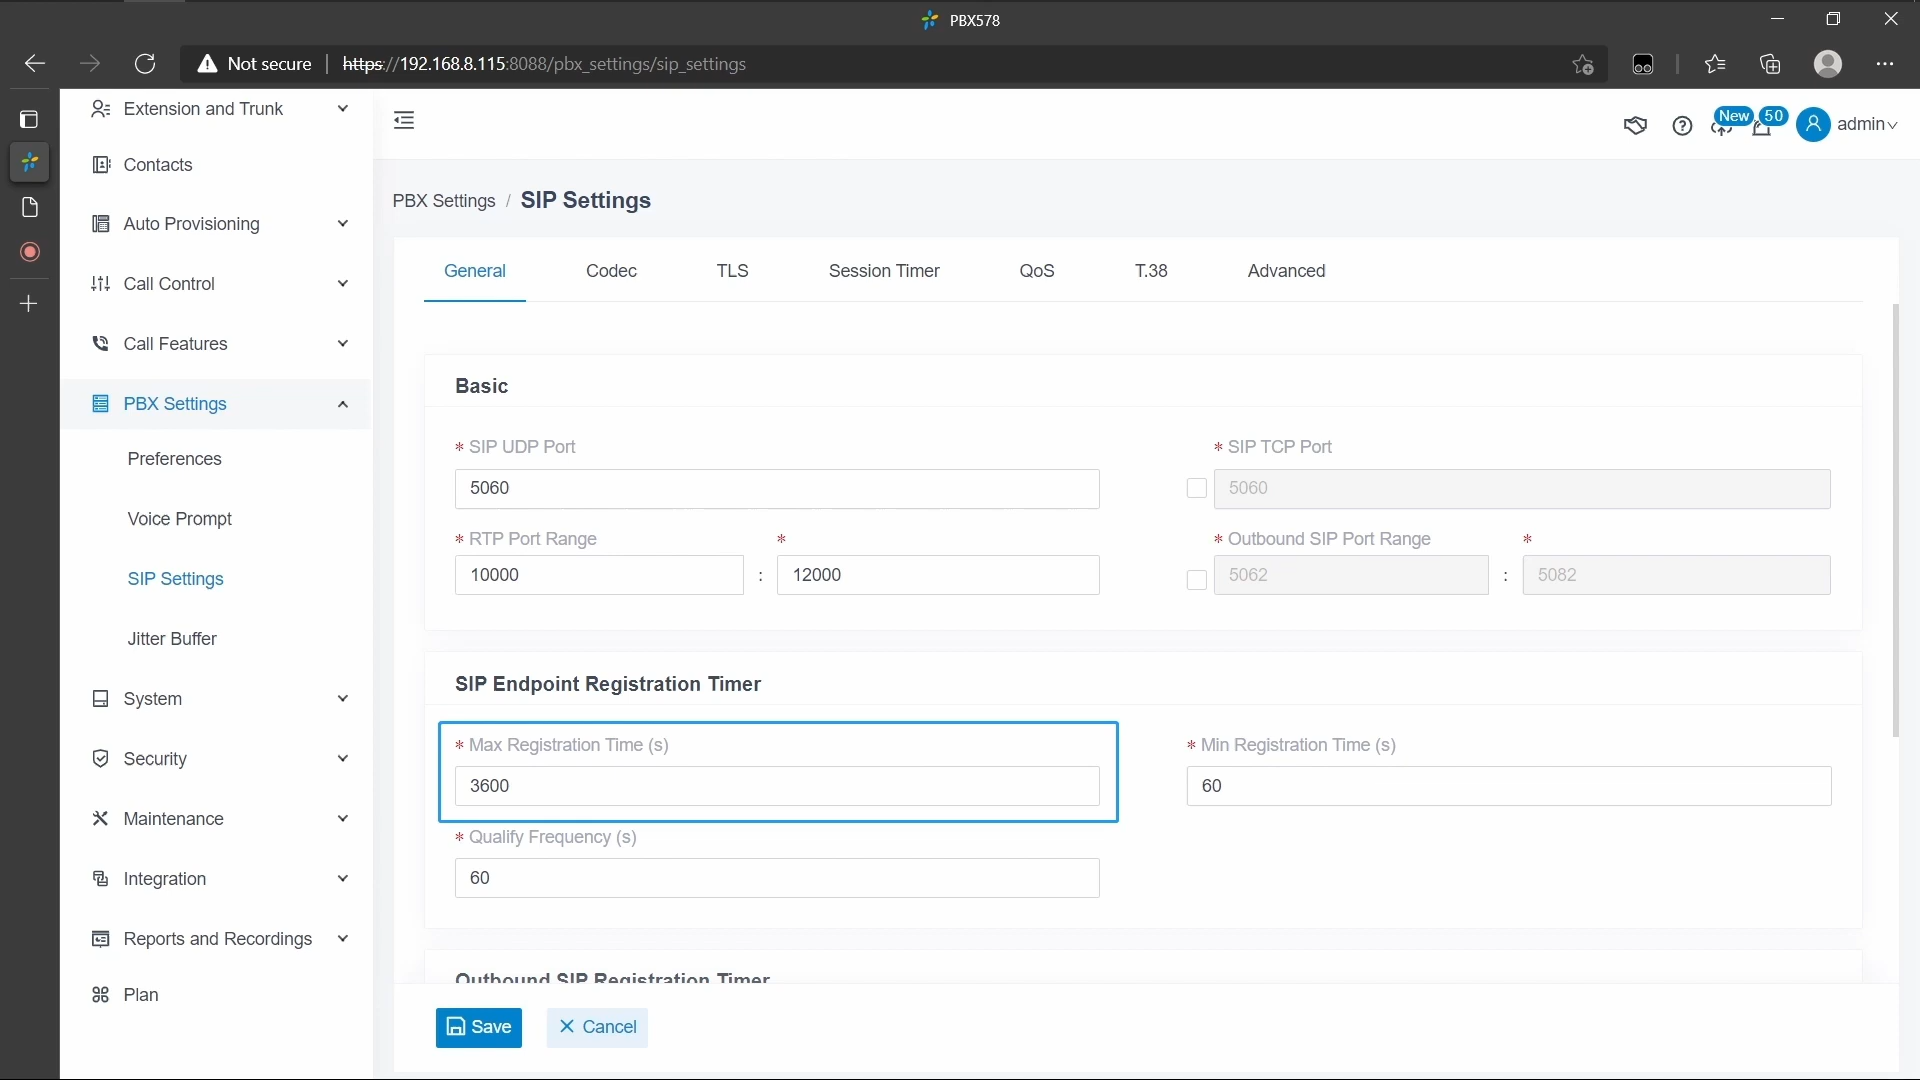 PBX578
Not secure
https://192.168.8.115:8088/pbx_settings/sip_settings
Extension and Trunk
Contacts
Auto Provisioning
Call Control
Call Features
PBX Settings
Preferences
Voice Prompt
SIP Settings
Jitter Buffer
System
Security
Maintenance
Integration
Reports and Recordings
Plan
New
50
admin
PBX Settings / SIP Settings
General
Codec
TLS
Session Timer
QoS
T.38
Advanced
Basic
* SIP UDP Port
5060
* SIP TCP Port
5060
* RTP Port Range
*
10000 : 12000
* Outbound SIP Port Range
*
5062 : 5082
SIP Endpoint Registration Timer
* Max Registration Time (s)
3600
* Min Registration Time (s)
60
* Qualify Frequency (s)
60
Outbound SIP Registration Timer
Save
Cancel